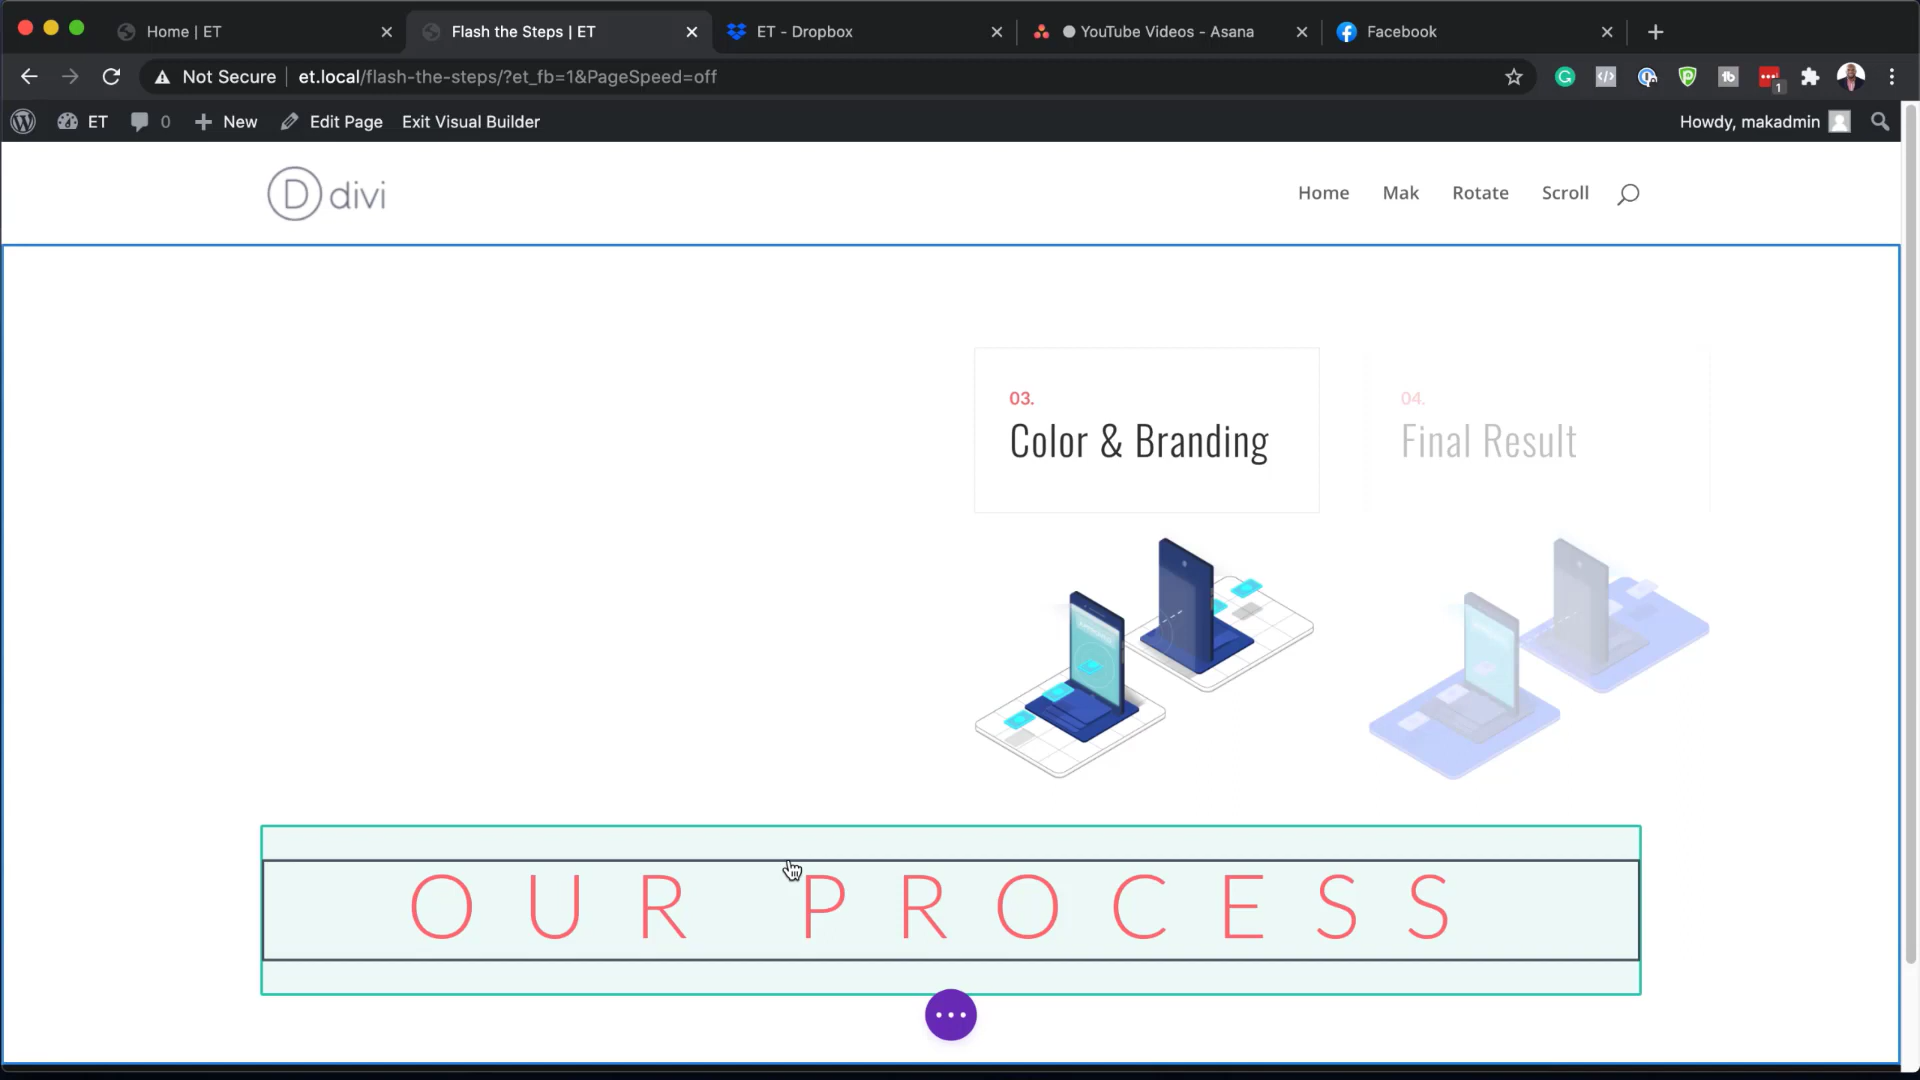 Home | ET
Flash the Steps | ET
ET - Dropbox
YouTube Videos - Asana
Facebook
Not Secure
et.local/flash-the-steps/?et_fb=1&PageSpeed=off
1
ET
0
New
Edit Page
Exit Visual Builder
Howdy, makadmin
D divi
Home
Mak
Rotate
Scroll
03.
Color & Branding
04.
Final Result
OUR PROCESS